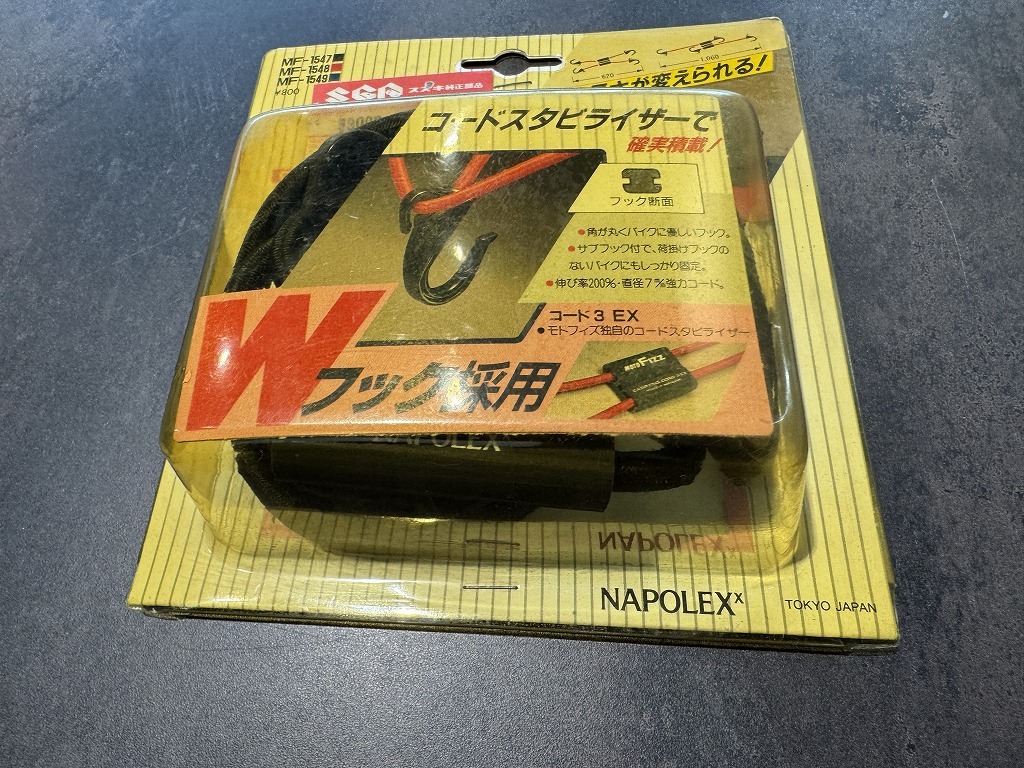 MF-1547
MF-1548
MF-1549
¥800
SGP スズキ純正部品
620
1,060
が変えられる!
コードスタビライザーで
確実積載!
フック断面
●角が丸くバイクに優しいフック。
●サブフック付で、荷掛けフックの
ないバイクにもしっかり固定。
●伸び率200%・直径7%強力コード。
コード3 EX
●モトフィズ独自のコードスタビライザー
MOTO FIZZ
Wフック採用
NAPOLEX
NAPOLEX
NAPOLEX
TOKYO JAPAN